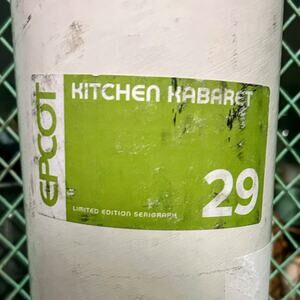 KITCHEN KABARET
EPCOT
LIMITED EDITION SERIGRAPH
29